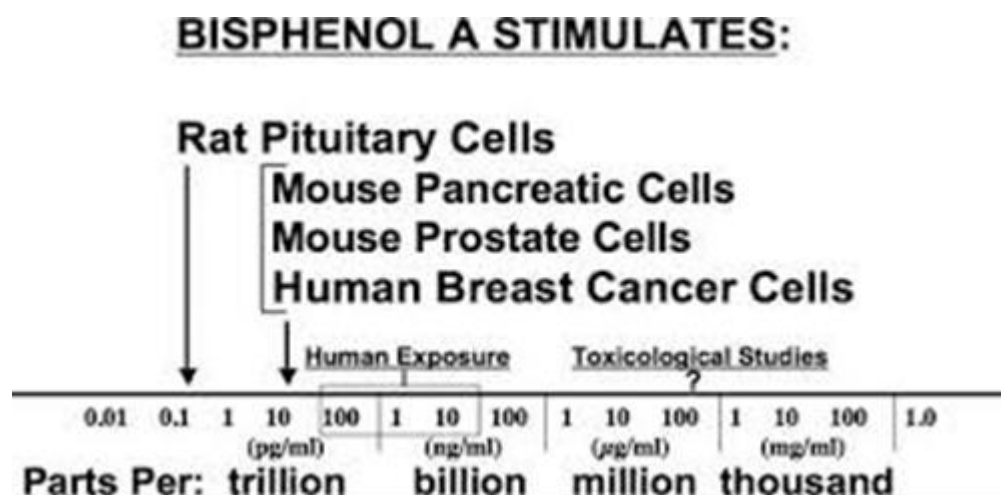 BISPHENOL A STIMULATES:
Rat Pituitary Cells
Mouse Pancreatic Cells
Mouse Prostate Cells
Human Breast Cancer Cells
Human Exposure Toxicological Studies
?
0.01 0.1 1 10 100 1 10 100 1 10 100 1 10 100 1.0
(pg/ml) (ng/ml) (µg/ml) (mg/ml)
Parts Per: trillion billion million thousand